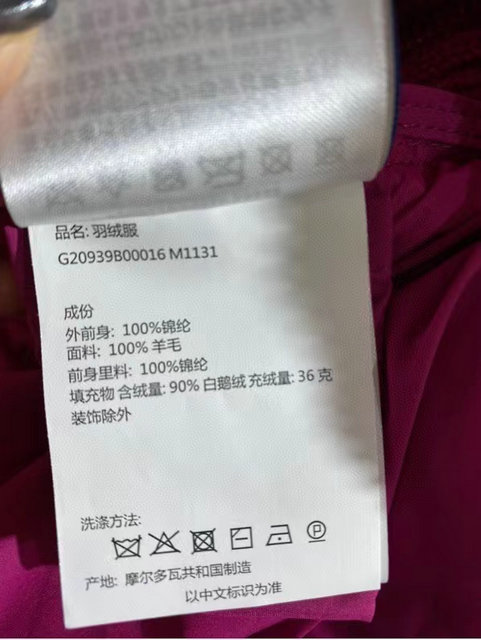 品名: 羽绒服
G20939B00016 M1131
成份
外前身: 100%锦纶
面料: 100% 羊毛
前身里料: 100%锦纶
填充物 含绒量: 90% 白鹅绒 充绒量: 36 克
装饰除外
洗涤方法:
P
产地: 摩尔多瓦共和国制造
以中文标识为准